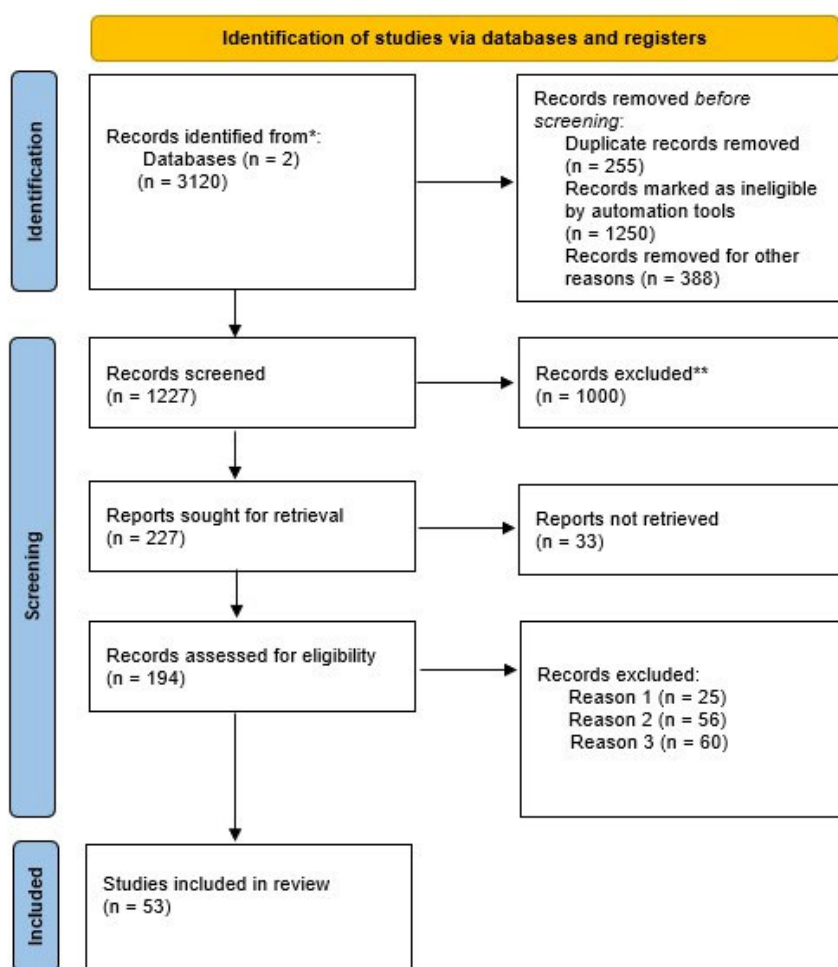 Identification of studies via databases and registers
Identification
Records identified from*:
Databases (n = 2)
(n = 3120)
Records removed before
screening:
Duplicate records removed
(n = 255)
Records marked as ineligible
by automation tools
(n = 1250)
Records removed for other
reasons (n = 388)
Screening
Records screened
(n = 1227)
Records excluded**
(n = 1000)
Reports sought for retrieval
(n = 227)
Reports not retrieved
(n = 33)
Records assessed for eligibility
(n = 194)
Records excluded:
Reason 1 (n = 25)
Reason 2 (n = 56)
Reason 3 (n = 60)
Included
Studies included in review
(n = 53)